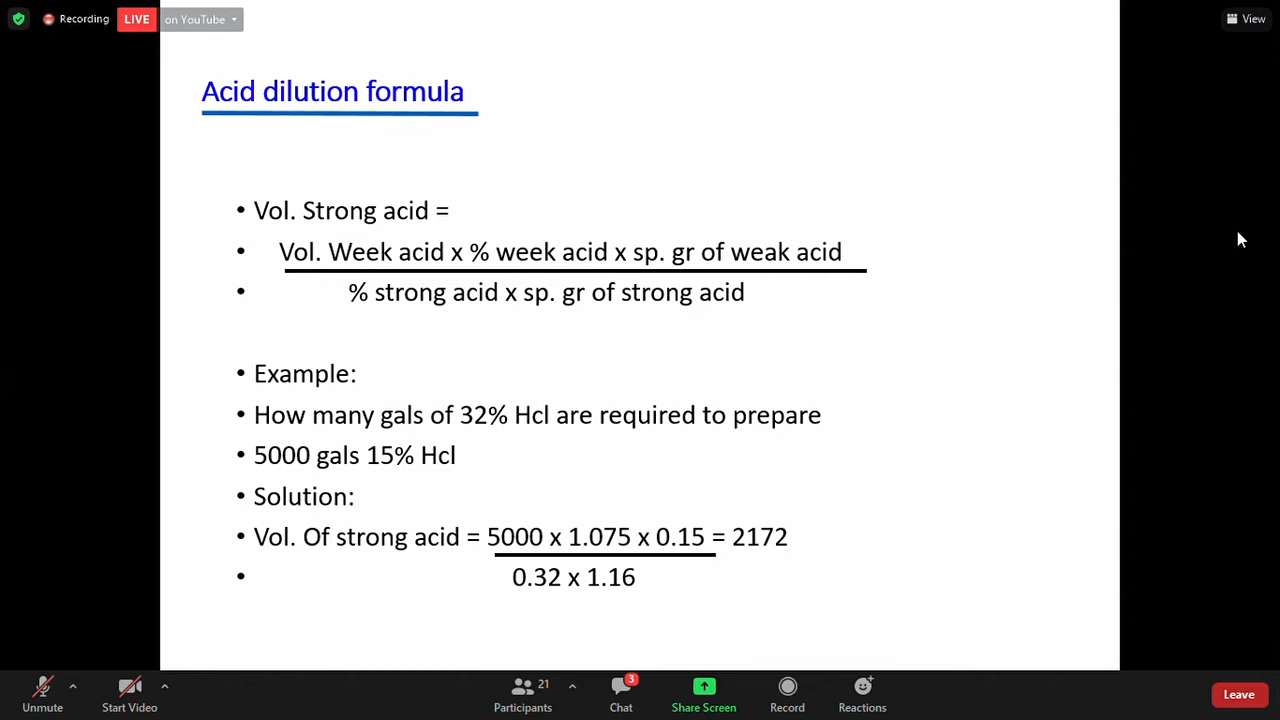 Recording LIVE on YouTube View
Acid dilution formula
• Vol. Strong acid =
• Vol. Week acid x % week acid x sp. gr of weak acid
• % strong acid x sp. gr of strong acid
• Example:
• How many gals of 32% Hcl are required to prepare
• 5000 gals 15% Hcl
• Solution:
• Vol. Of strong acid = 5000 x 1.075 x 0.15 = 2172
• 0.32 x 1.16
21 3
Unmute Start Video Participants Chat Share Screen Record Reactions Leave